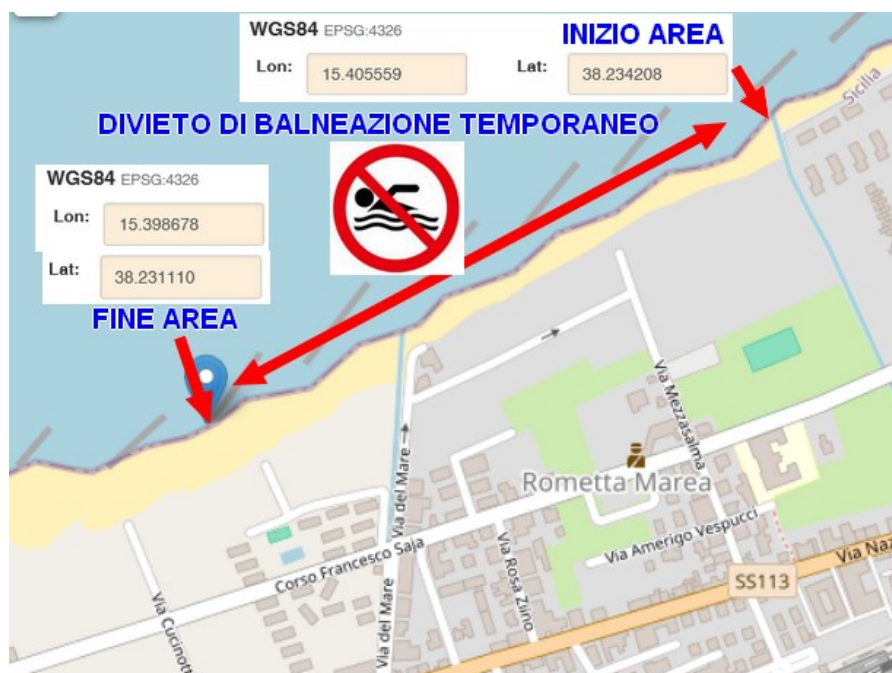 WGS84 EPSG:4326
INIZIO AREA
Lon: 15.405559 Lat: 38.234208
DIVIETO DI BALNEAZIONE TEMPORANEO
Sicilia
WGS84 EPSG:4326
Lon: 15.398678
Lat: 38.231110
FINE AREA
Via Mezzasalma
Rometta Marea
Via del Mare
Corso Francesco Saja
Via Rosa Ziino
Via Amerigo Vespucci
Via Naz
SS113
Via Cucinott
Via del Mare